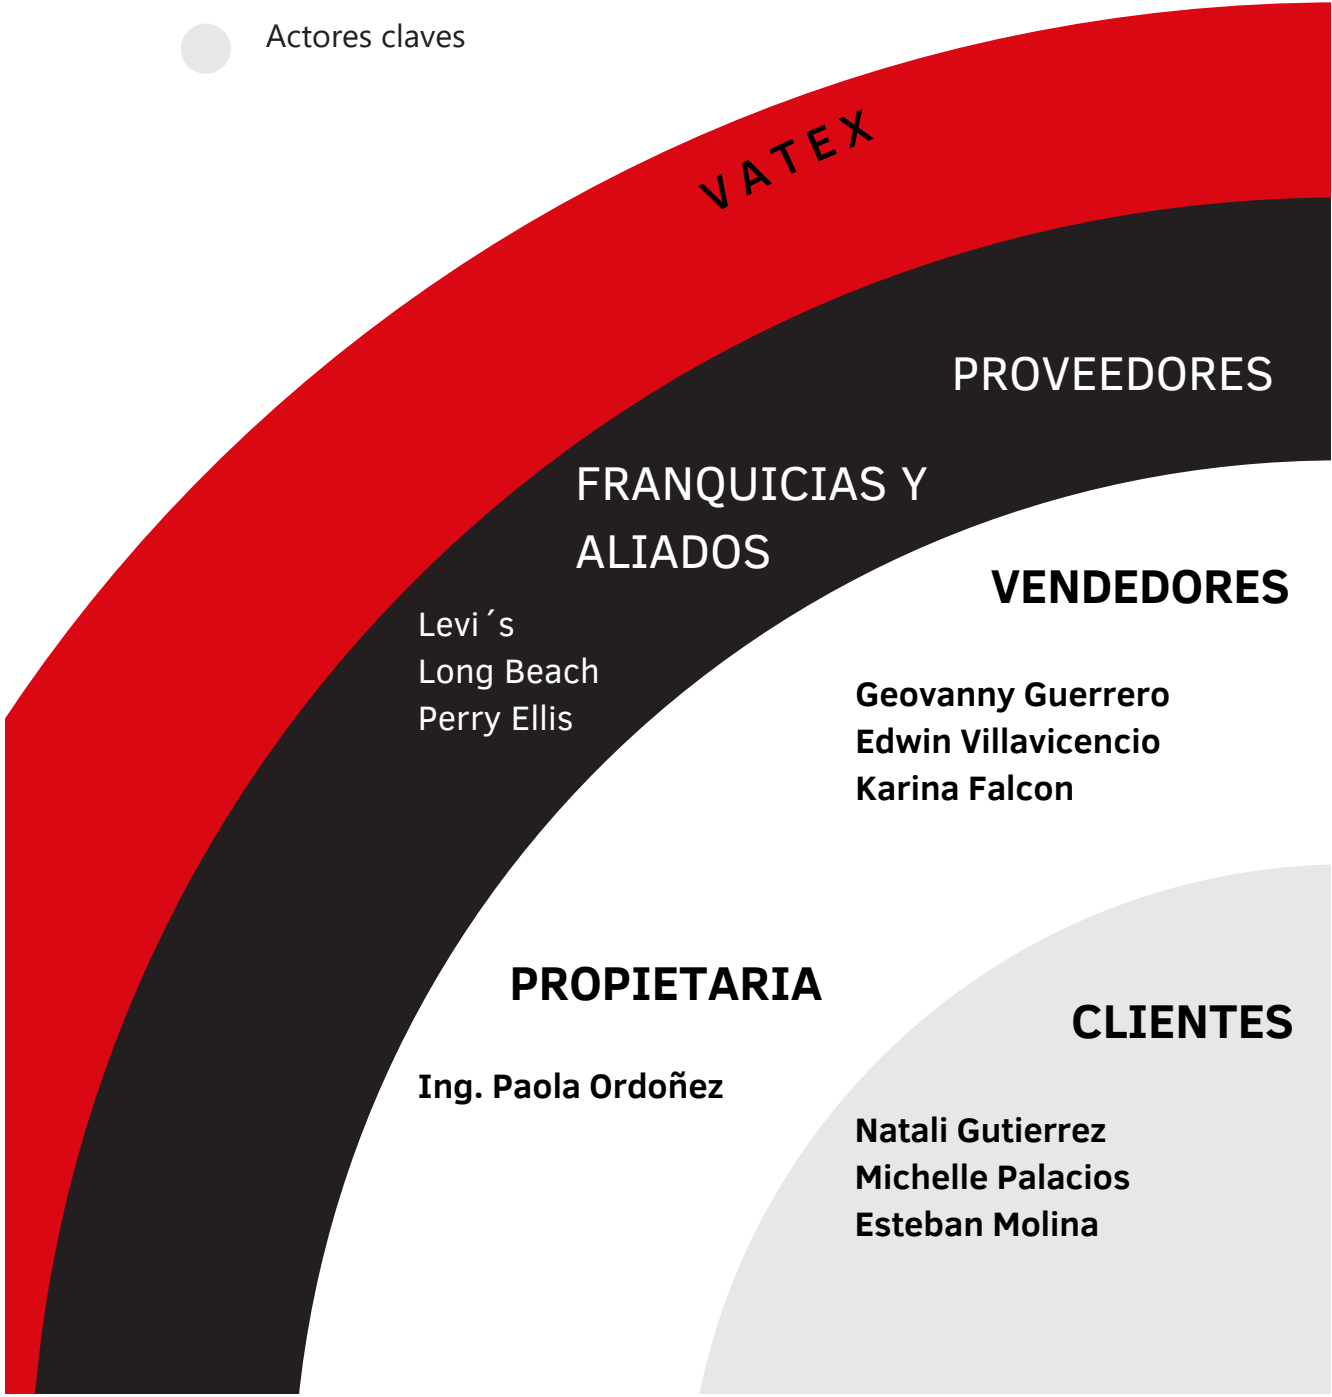 Actores claves
VATEX
PROVEEDORES
FRANQUICIAS Y
ALIADOS
Levi´s
Long Beach
Perry Ellis
VENDEDORES
Geovanny Guerrero
Edwin Villavicencio
Karina Falcon
PROPIETARIA
Ing. Paola Ordoñez
CLIENTES
Natali Gutierrez
Michelle Palacios
Esteban Molina